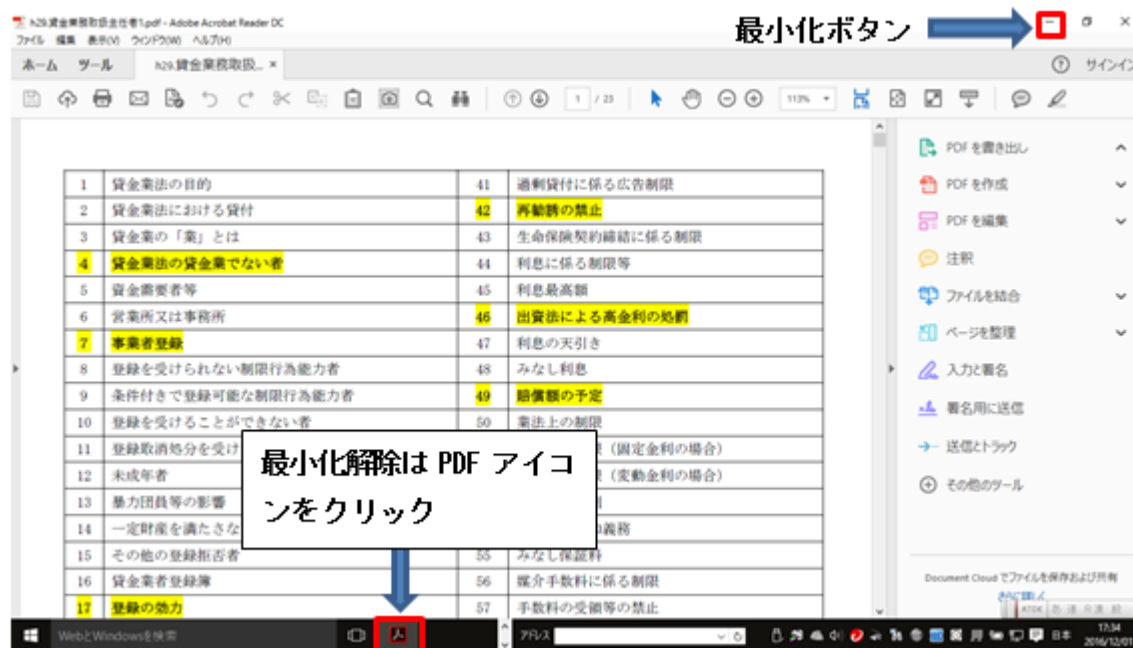 h29.貸金業務取扱主任者1.pdf - Adobe Acrobat Reader DC
ファイル 編集 表示(V) ウィンドウ(W) ヘルプ(H)
最小化ボタン
ホーム ツール h29.貸金業務取扱... ×
サインイン
1 / 23
113%
1 貸金業法の目的 41 過剰貸付に係る広告制限
2 貸金業法における貸付 42 再勧誘の禁止
3 貸金業の「業」とは 43 生命保険契約締結に係る制限
4 貸金業法の貸金業でない者 44 利息に係る制限等
5 資金需要者等 45 利息最高額
6 営業所又は事務所 46 出資法による高金利の処罰
7 事業者登録 47 利息の天引き
8 登録を受けられない制限行為能力者 48 みなし利息
9 条件付きで登録可能な制限行為能力者 49 賠償額の予定
10 登録を受けることができない者 50 業法上の制限
11 登録取消処分を受け (固定金利の場合)
12 未成年者 (変動金利の場合)
13 暴力団員等の影響
14 一定財産を満たさな 義務
15 その他の登録拒否者 55 みなし保証料
16 貸金業者登録簿 56 媒介手数料に係る制限
17 登録の効力 57 手数料の受領等の禁止
最小化解除は PDF アイコ
ンをクリック
PDF を書き出し
PDF を作成
PDF を編集
注釈
ファイルを結合
ページを整理
入力と署名
署名用に送信
送信とトラック
その他のツール
Document Cloud でファイルを保存および共有
さらに開く
WebとWindowsを検索
アドレス
日本
17:34
2016/12/01